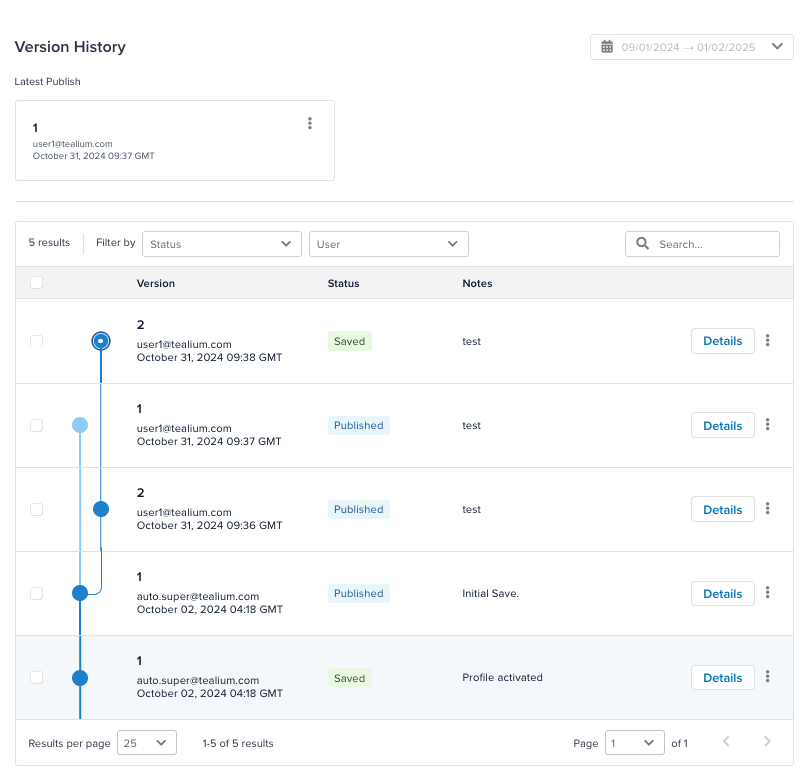 Version History
09/01/2024 → 01/02/2025
Latest Publish
1
user1@tealium.com
October 31, 2024 09:37 GMT
5 results Filter by Status User Search...
Version Status Notes
2
user1@tealium.com
October 31, 2024 09:38 GMT
Saved
test
Details
1
user1@tealium.com
October 31, 2024 09:37 GMT
Published
test
Details
2
user1@tealium.com
October 31, 2024 09:36 GMT
Published
test
Details
1
auto.super@tealium.com
October 02, 2024 04:18 GMT
Published
Initial Save.
Details
1
auto.super@tealium.com
October 02, 2024 04:18 GMT
Saved
Profile activated
Details
Results per page 25 1-5 of 5 results Page 1 of 1